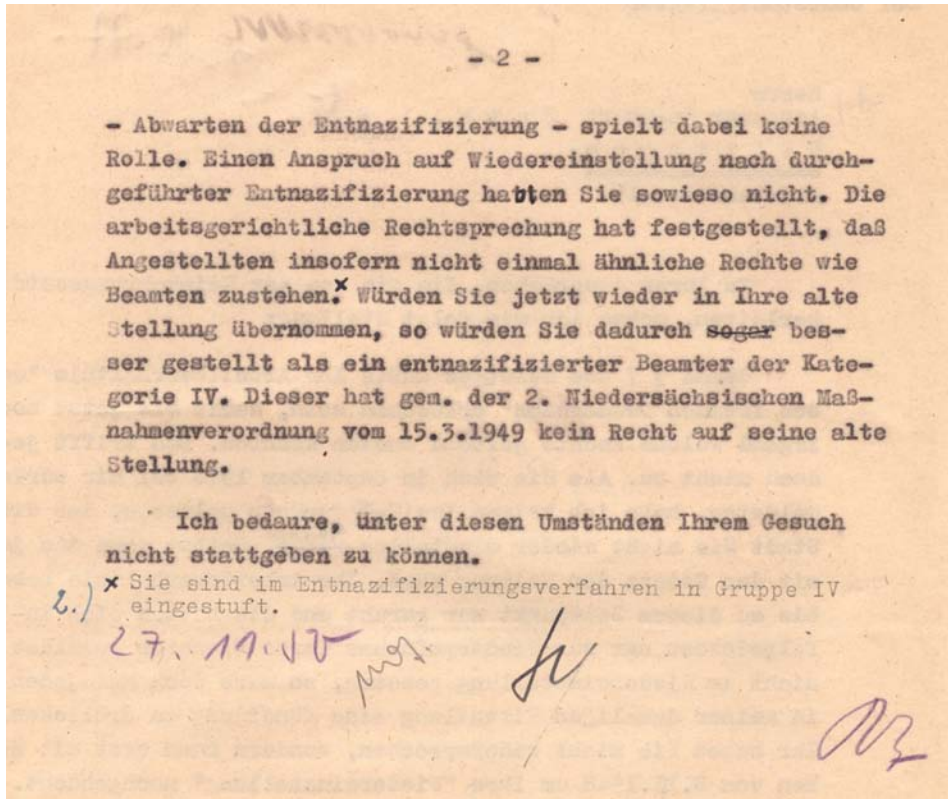 - 2 -
- Abwarten der Entnazifizierung - spielt dabei keine
Rolle. Einen Anspruch auf Wiedereinstellung nach durch-
geführter Entnazifizierung hatten Sie sowieso nicht. Die
arbeitsgerichtliche Rechtsprechung hat festgestellt, daß
Angestellten insofern nicht einmal ähnliche Rechte wie
Beamten zustehen.x Würden Sie jetzt wieder in Ihre alte
Stellung übernommen, so würden Sie dadurch sogar bes-
ser gestellt als ein entnazifizierter Beamter der Kate-
gorie IV. Dieser hat gem. der 2. Niedersächsischen Maß-
nahmenverordnung vom 15.3.1949 kein Recht auf seine alte
Stellung.
Ich bedaure, unter diesen Umständen Ihrem Gesuch
nicht stattgeben zu können.
x Sie sind im Entnazifizierungsverfahren in Gruppe IV
2.) eingestuft.
27. 11. 50